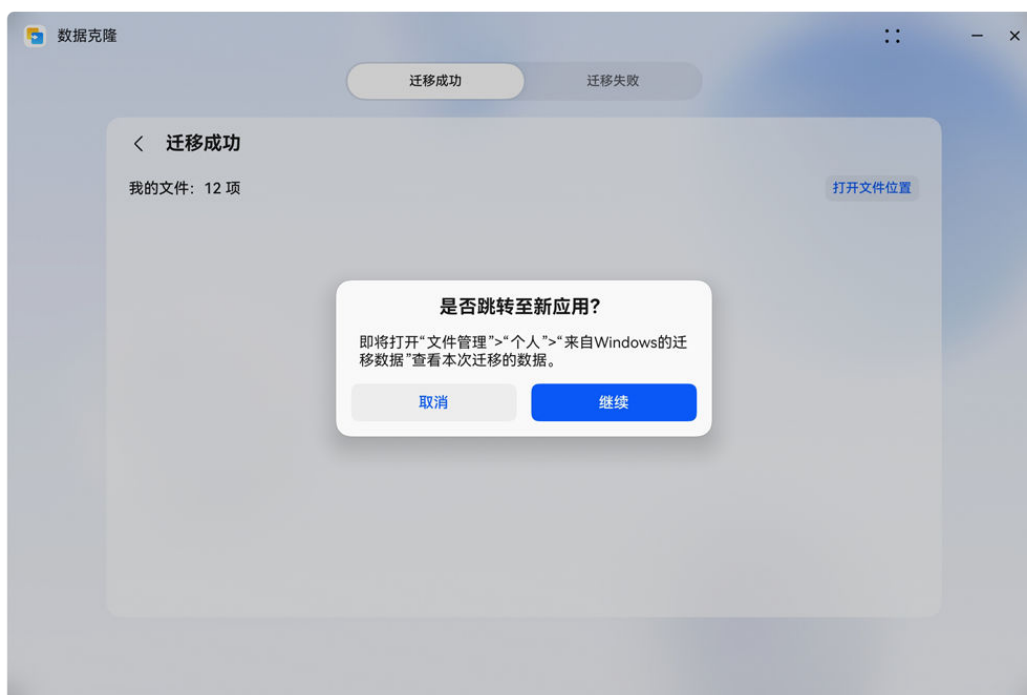 数据克隆
迁移成功
迁移失败
迁移成功
我的文件：12 项
打开文件位置
是否跳转至新应用？
即将打开“文件管理”>“个人”>“来自Windows的迁
移数据”查看本次迁移的数据。
取消
继续